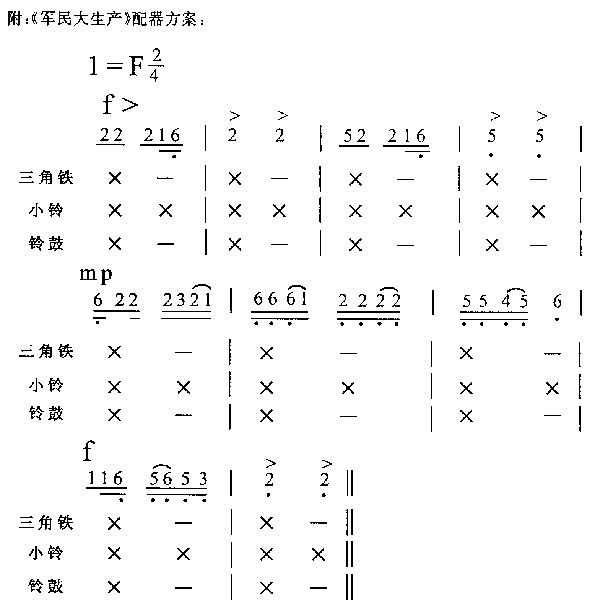 附：《军民大生产》配器方案：
1=F 2/4
f >
> > > >
22 216 | 2 2 | 52 216 | 5 5 |
三角铁 × — | × — | × — | × — |
小铃 × × | × × | × × | × × |
铃鼓 × — | × — | × — | × — |
mp
6 22 2321 | 6661 2222 | 5545 6 |
三角铁 × — | × — | × — |
小铃 × × | × × | × × |
铃鼓 × — | × — | × — |
f
> >
116 5653 | 2 2 ‖
三角铁 × — | × — ‖
小铃 × × | × × ‖
铃鼓 × — | × — ‖